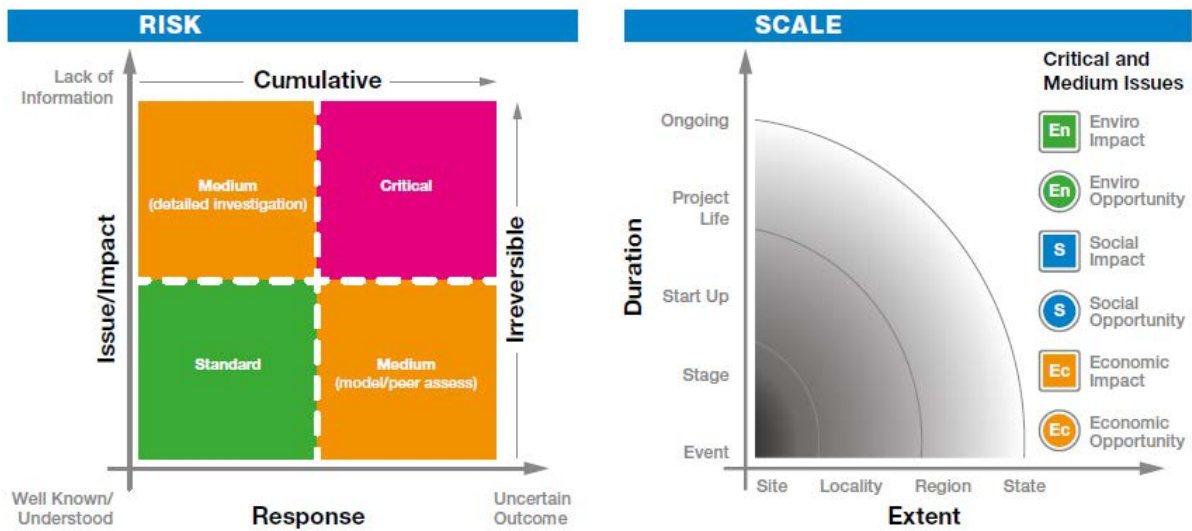 RISK
Lack of
Information
Cumulative
Medium
(detailed investigation)
Critical
Issue/Impact
Irreversible
Standard
Medium
(model/peer assess)
Well Known/
Understood
Response
Uncertain
Outcome
SCALE
Critical and
Medium Issues
Duration
Ongoing
Project
Life
Start Up
Stage
Event
Site
Locality
Region
State
Extent
En
Enviro
Impact
En
Enviro
Opportunity
S
Social
Impact
S
Social
Opportunity
Ec
Economic
Impact
Ec
Economic
Opportunity